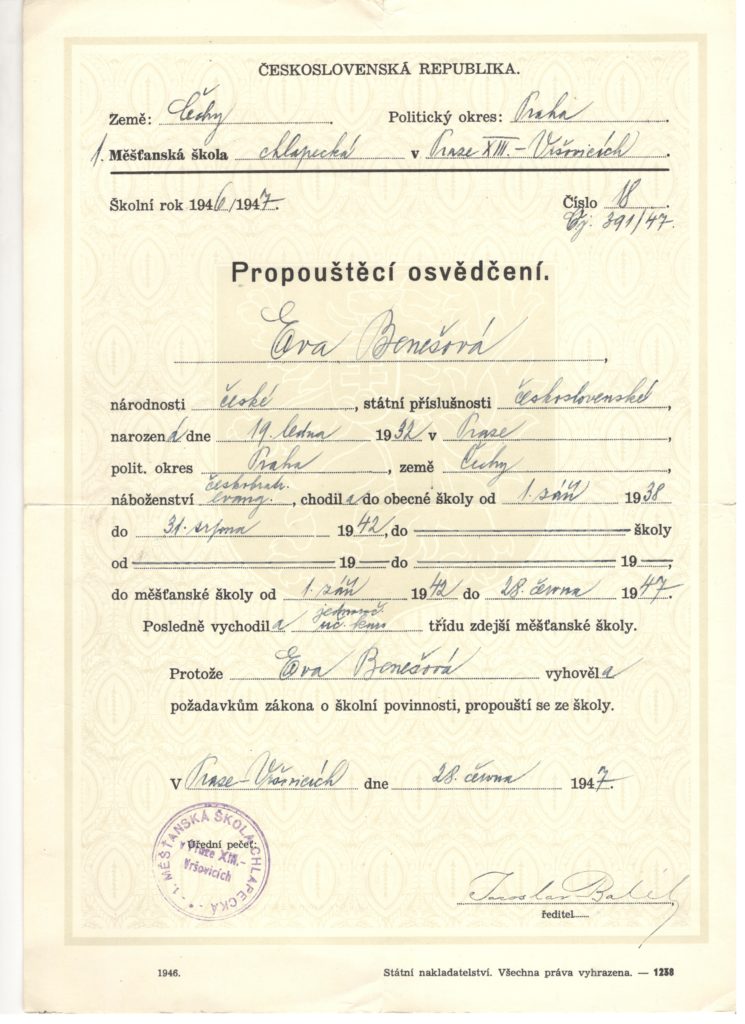 ČESKOSLOVENSKÁ REPUBLIKA.
Země: Čechy Politický okres: Praha
1. Měšťanská škola chlapecká v Praze XIII.-Vršovicích
Školní rok 1946/1947. Číslo 18
Čj. 391/47.
Propouštěcí osvědčení.
Eva Benešová,
národnosti české, státní příslušnosti československé,
narozená dne 19. ledna 1932 v Praze,
polit. okres Praha, země Čechy,
náboženství českobratr. evang., chodila do obecné školy od 1. září 1938
do 31. srpna 1942, do školy
od 19 do 19,
do měšťanské školy od 1. září 1942 do 28. června 1947.
Posledně vychodila jednoroč. uč. kurs třídu zdejší měšťanské školy.
Protože Eva Benešová vyhověla
požadavkům zákona o školní povinnosti, propouští se ze školy.
V Praze-Vršovicích dne 28. června 1947.
Úřední pečeť:
1. MĚŠŤANSKÁ ŠKOLA CHLAPECKÁ
v Praze XIII.-
Vršovicích
Jaroslav
ředitel
1946. Státní nakladatelství. Všechna práva vyhrazena. — 1238